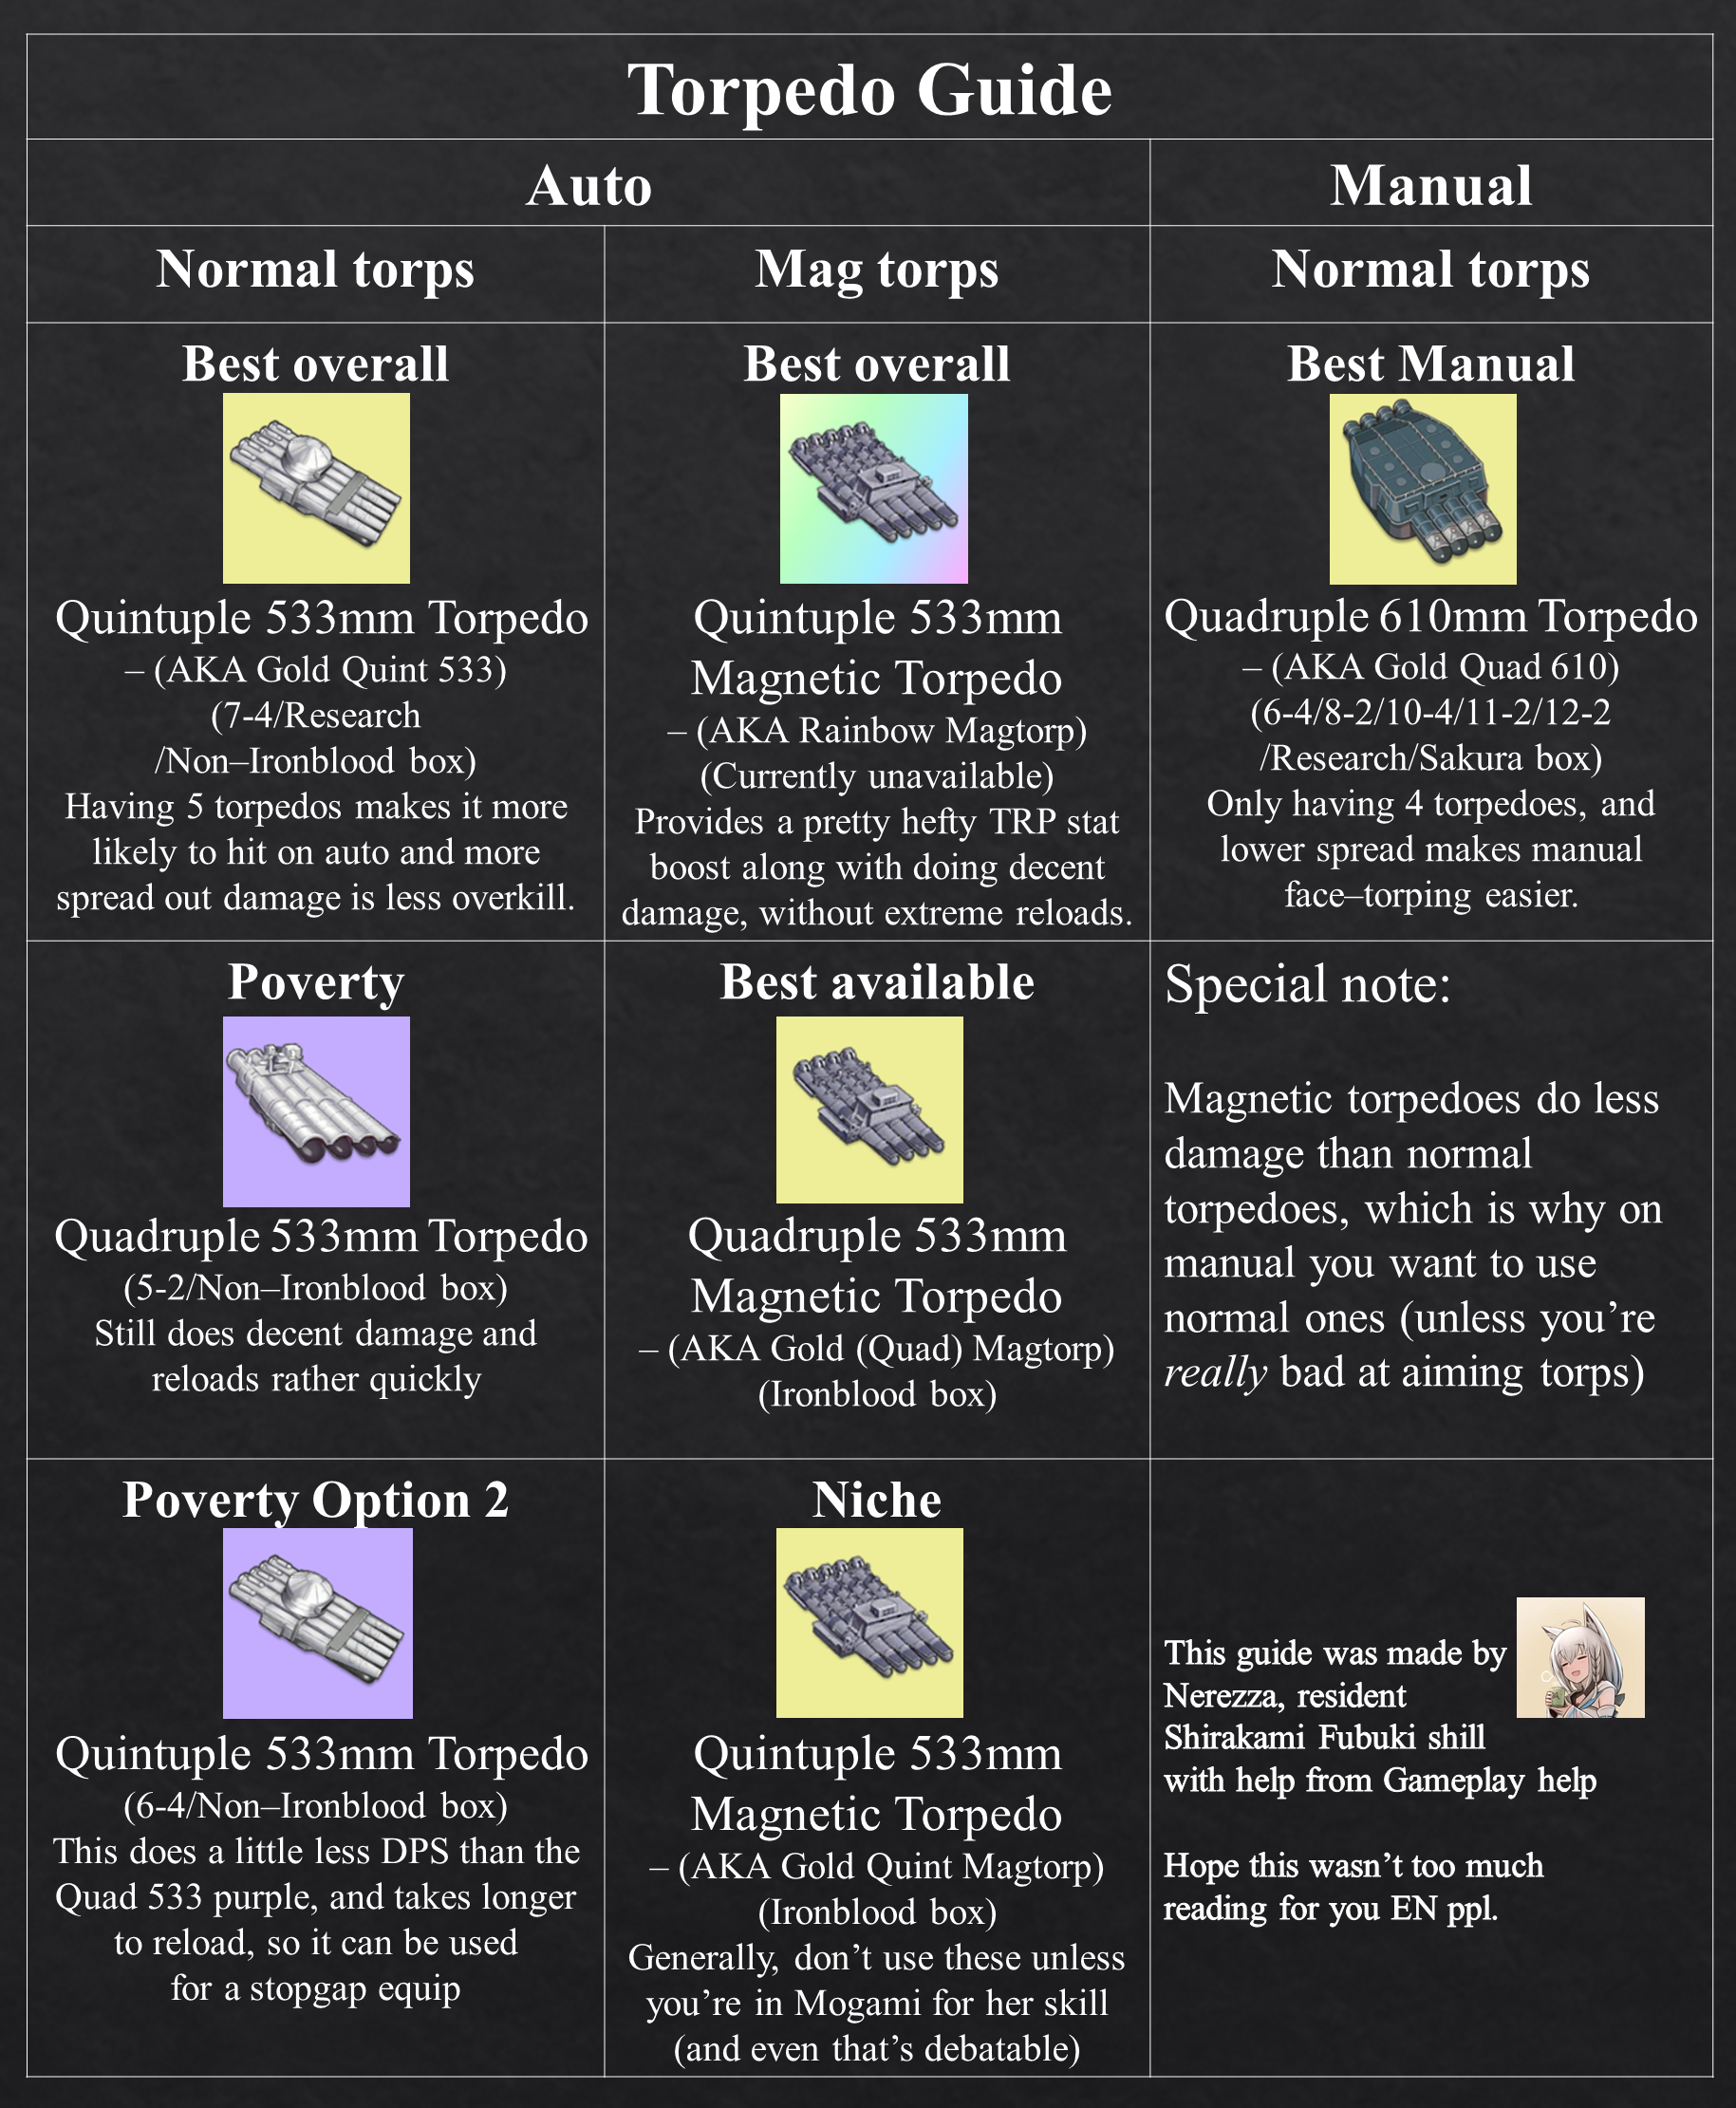 Torpedo Guide
Auto
Manual
Normal torps
Mag torps
Normal torps
Best overall
Quintuple 533mm Torpedo
– (AKA Gold Quint 533)
(7-4/Research
/Non–Ironblood box)
Having 5 torpedos makes it more
likely to hit on auto and more
spread out damage is less overkill.
Best overall
Quintuple 533mm
Magnetic Torpedo
– (AKA Rainbow Magtorp)
(Currently unavailable)
Provides a pretty hefty TRP stat
boost along with doing decent
damage, without extreme reloads.
Best Manual
Quadruple 610mm Torpedo
– (AKA Gold Quad 610)
(6-4/8-2/10-4/11-2/12-2
/Research/Sakura box)
Only having 4 torpedoes, and
lower spread makes manual
face–torping easier.
Poverty
Quadruple 533mm Torpedo
(5-2/Non–Ironblood box)
Still does decent damage and
reloads rather quickly
Best available
Quadruple 533mm
Magnetic Torpedo
– (AKA Gold (Quad) Magtorp)
(Ironblood box)
Special note:
Magnetic torpedoes do less
damage than normal
torpedoes, which is why on
manual you want to use
normal ones (unless you’re
really bad at aiming torps)
Poverty Option 2
Quintuple 533mm Torpedo
(6-4/Non–Ironblood box)
This does a little less DPS than the
Quad 533 purple, and takes longer
to reload, so it can be used
for a stopgap equip
Niche
Quintuple 533mm
Magnetic Torpedo
– (AKA Gold Quint Magtorp)
(Ironblood box)
Generally, don’t use these unless
you’re in Mogami for her skill
(and even that’s debatable)
This guide was made by
Nerezza, resident
Shirakami Fubuki shill
with help from Gameplay help
Hope this wasn’t too much
reading for you EN ppl.